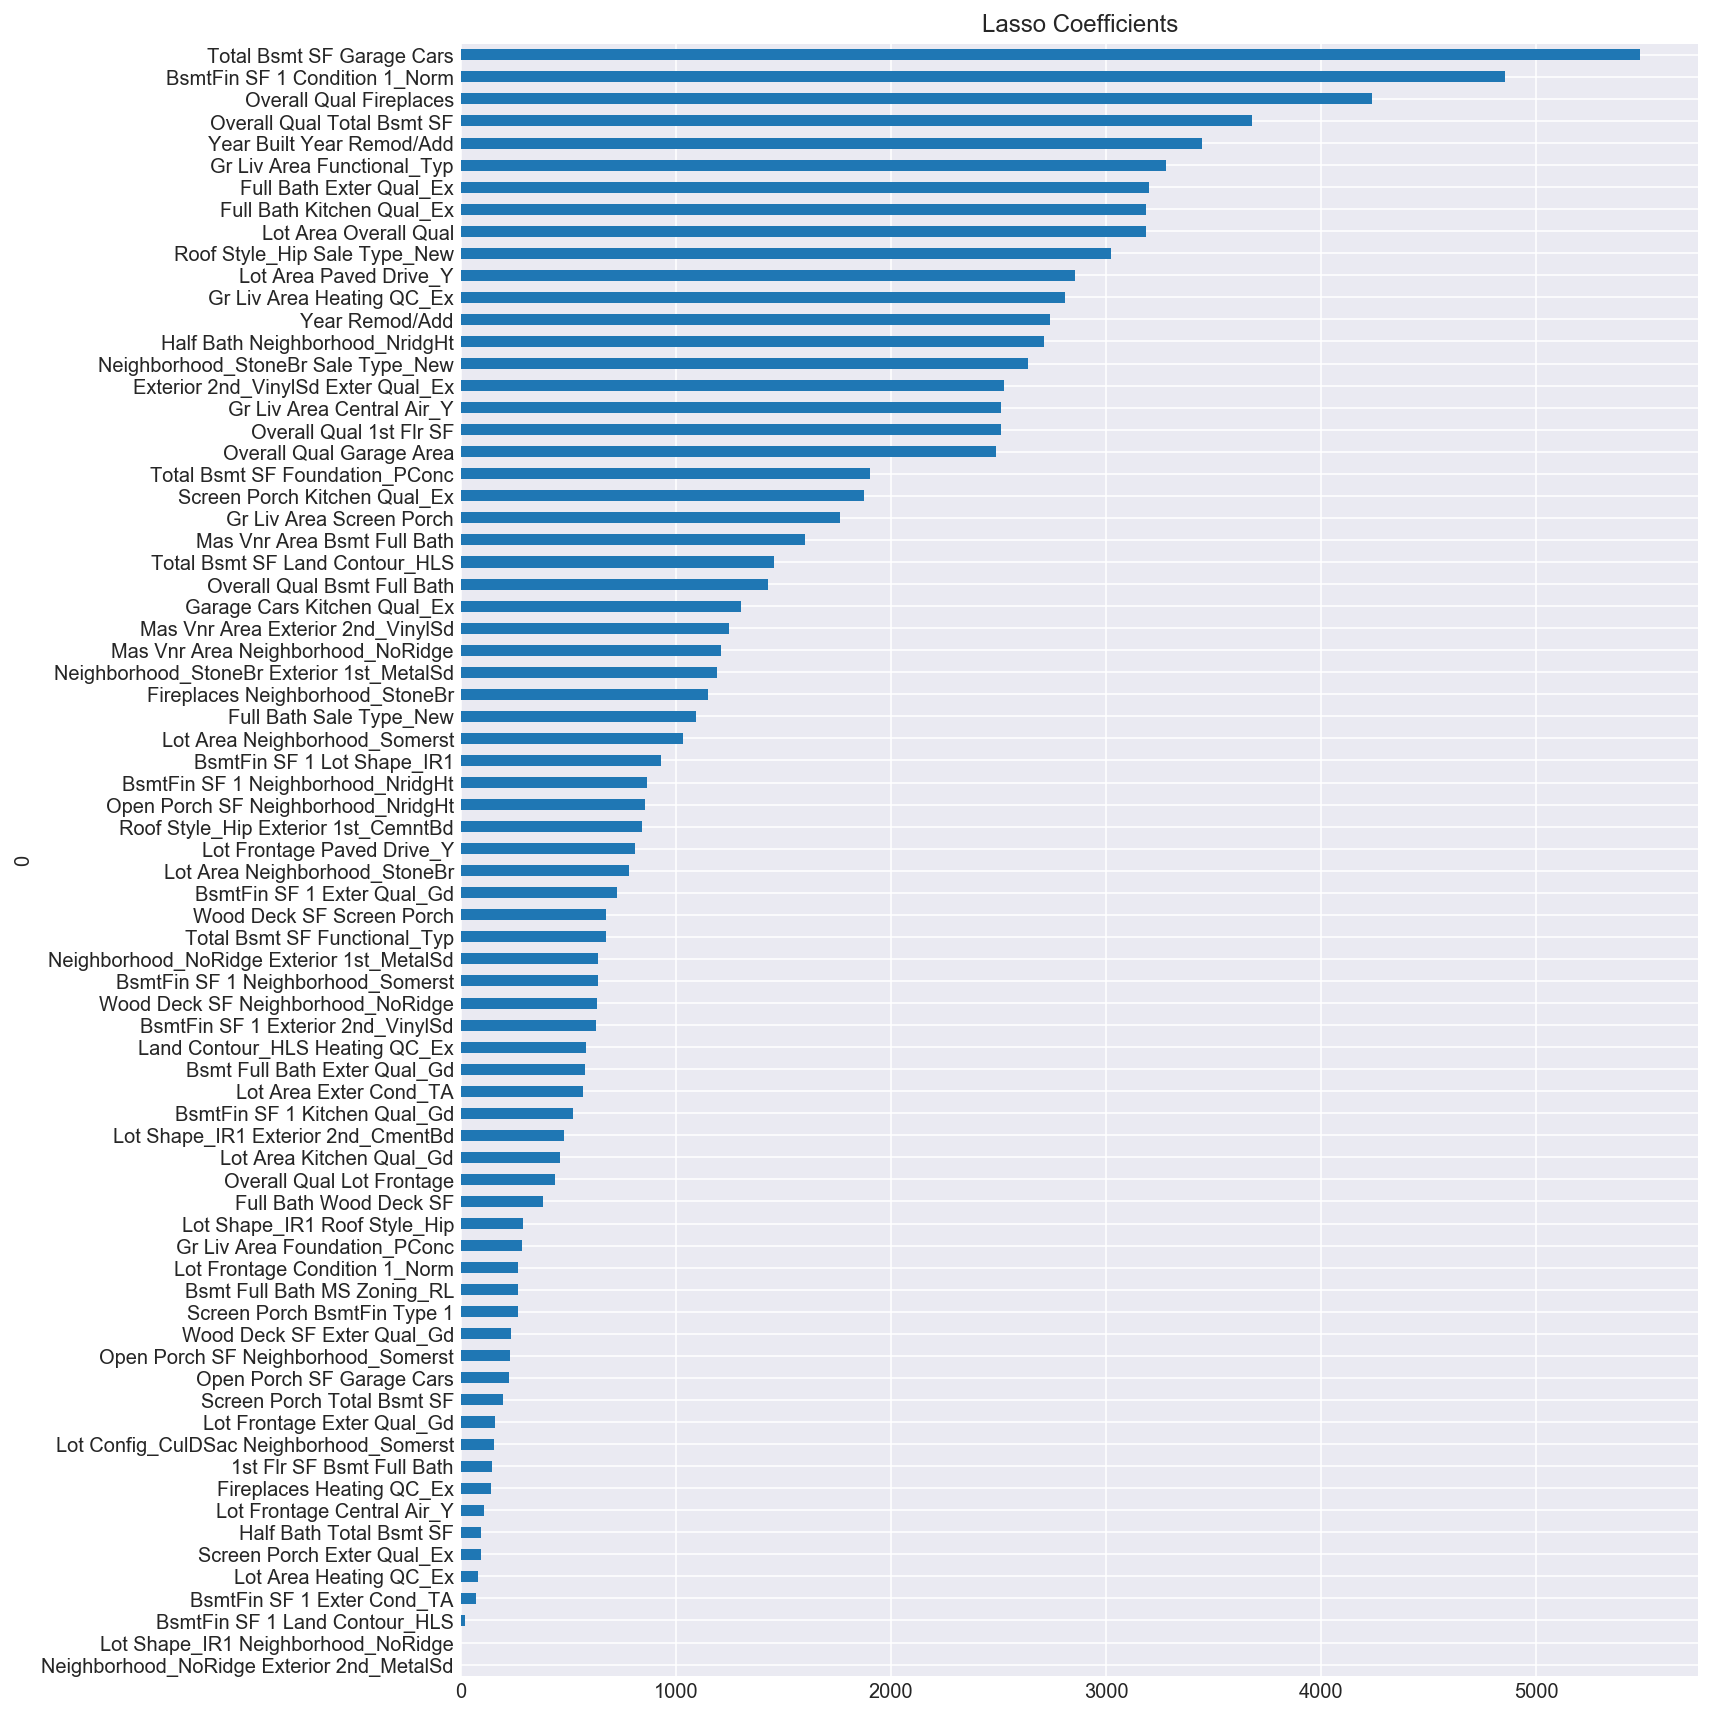 Lasso Coefficients
Total Bsmt SF Garage Cars
BsmtFin SF 1 Condition 1_Norm
Overall Qual Fireplaces
Overall Qual Total Bsmt SF
Year Built Year Remod/Add
Gr Liv Area Functional_Typ
Full Bath Exter Qual_Ex
Full Bath Kitchen Qual_Ex
Lot Area Overall Qual
Roof Style_Hip Sale Type_New
Lot Area Paved Drive_Y
Gr Liv Area Heating QC_Ex
Year Remod/Add
Half Bath Neighborhood_NridgHt
Neighborhood_StoneBr Sale Type_New
Exterior 2nd_VinylSd Exter Qual_Ex
Gr Liv Area Central Air_Y
Overall Qual 1st Flr SF
Overall Qual Garage Area
Total Bsmt SF Foundation_PConc
Screen Porch Kitchen Qual_Ex
Gr Liv Area Screen Porch
Mas Vnr Area Bsmt Full Bath
Total Bsmt SF Land Contour_HLS
Overall Qual Bsmt Full Bath
Garage Cars Kitchen Qual_Ex
Mas Vnr Area Exterior 2nd_VinylSd
Mas Vnr Area Neighborhood_NoRidge
Neighborhood_StoneBr Exterior 1st_MetalSd
Fireplaces Neighborhood_StoneBr
Full Bath Sale Type_New
Lot Area Neighborhood_Somerst
BsmtFin SF 1 Lot Shape_IR1
BsmtFin SF 1 Neighborhood_NridgHt
Open Porch SF Neighborhood_NridgHt
Roof Style_Hip Exterior 1st_CemntBd
Lot Frontage Paved Drive_Y
0
Lot Area Neighborhood_StoneBr
BsmtFin SF 1 Exter Qual_Gd
Wood Deck SF Screen Porch
Total Bsmt SF Functional_Typ
Neighborhood_NoRidge Exterior 1st_MetalSd
BsmtFin SF 1 Neighborhood_Somerst
Wood Deck SF Neighborhood_NoRidge
BsmtFin SF 1 Exterior 2nd_VinylSd
Land Contour_HLS Heating QC_Ex
Bsmt Full Bath Exter Qual_Gd
Lot Area Exter Cond_TA
BsmtFin SF 1 Kitchen Qual_Gd
Lot Shape_IR1 Exterior 2nd_CmentBd
Lot Area Kitchen Qual_Gd
Overall Qual Lot Frontage
Full Bath Wood Deck SF
Lot Shape_IR1 Roof Style_Hip
Gr Liv Area Foundation_PConc
Lot Frontage Condition 1_Norm
Bsmt Full Bath MS Zoning_RL
Screen Porch BsmtFin Type 1
Wood Deck SF Exter Qual_Gd
Open Porch SF Neighborhood_Somerst
Open Porch SF Garage Cars
Screen Porch Total Bsmt SF
Lot Frontage Exter Qual_Gd
Lot Config_CulDSac Neighborhood_Somerst
1st Flr SF Bsmt Full Bath
Fireplaces Heating QC_Ex
Lot Frontage Central Air_Y
Half Bath Total Bsmt SF
Screen Porch Exter Qual_Ex
Lot Area Heating QC_Ex
BsmtFin SF 1 Exter Cond_TA
BsmtFin SF 1 Land Contour_HLS
Lot Shape_IR1 Neighborhood_NoRidge
Neighborhood_NoRidge Exterior 2nd_MetalSd
0 1000 2000 3000 4000 5000